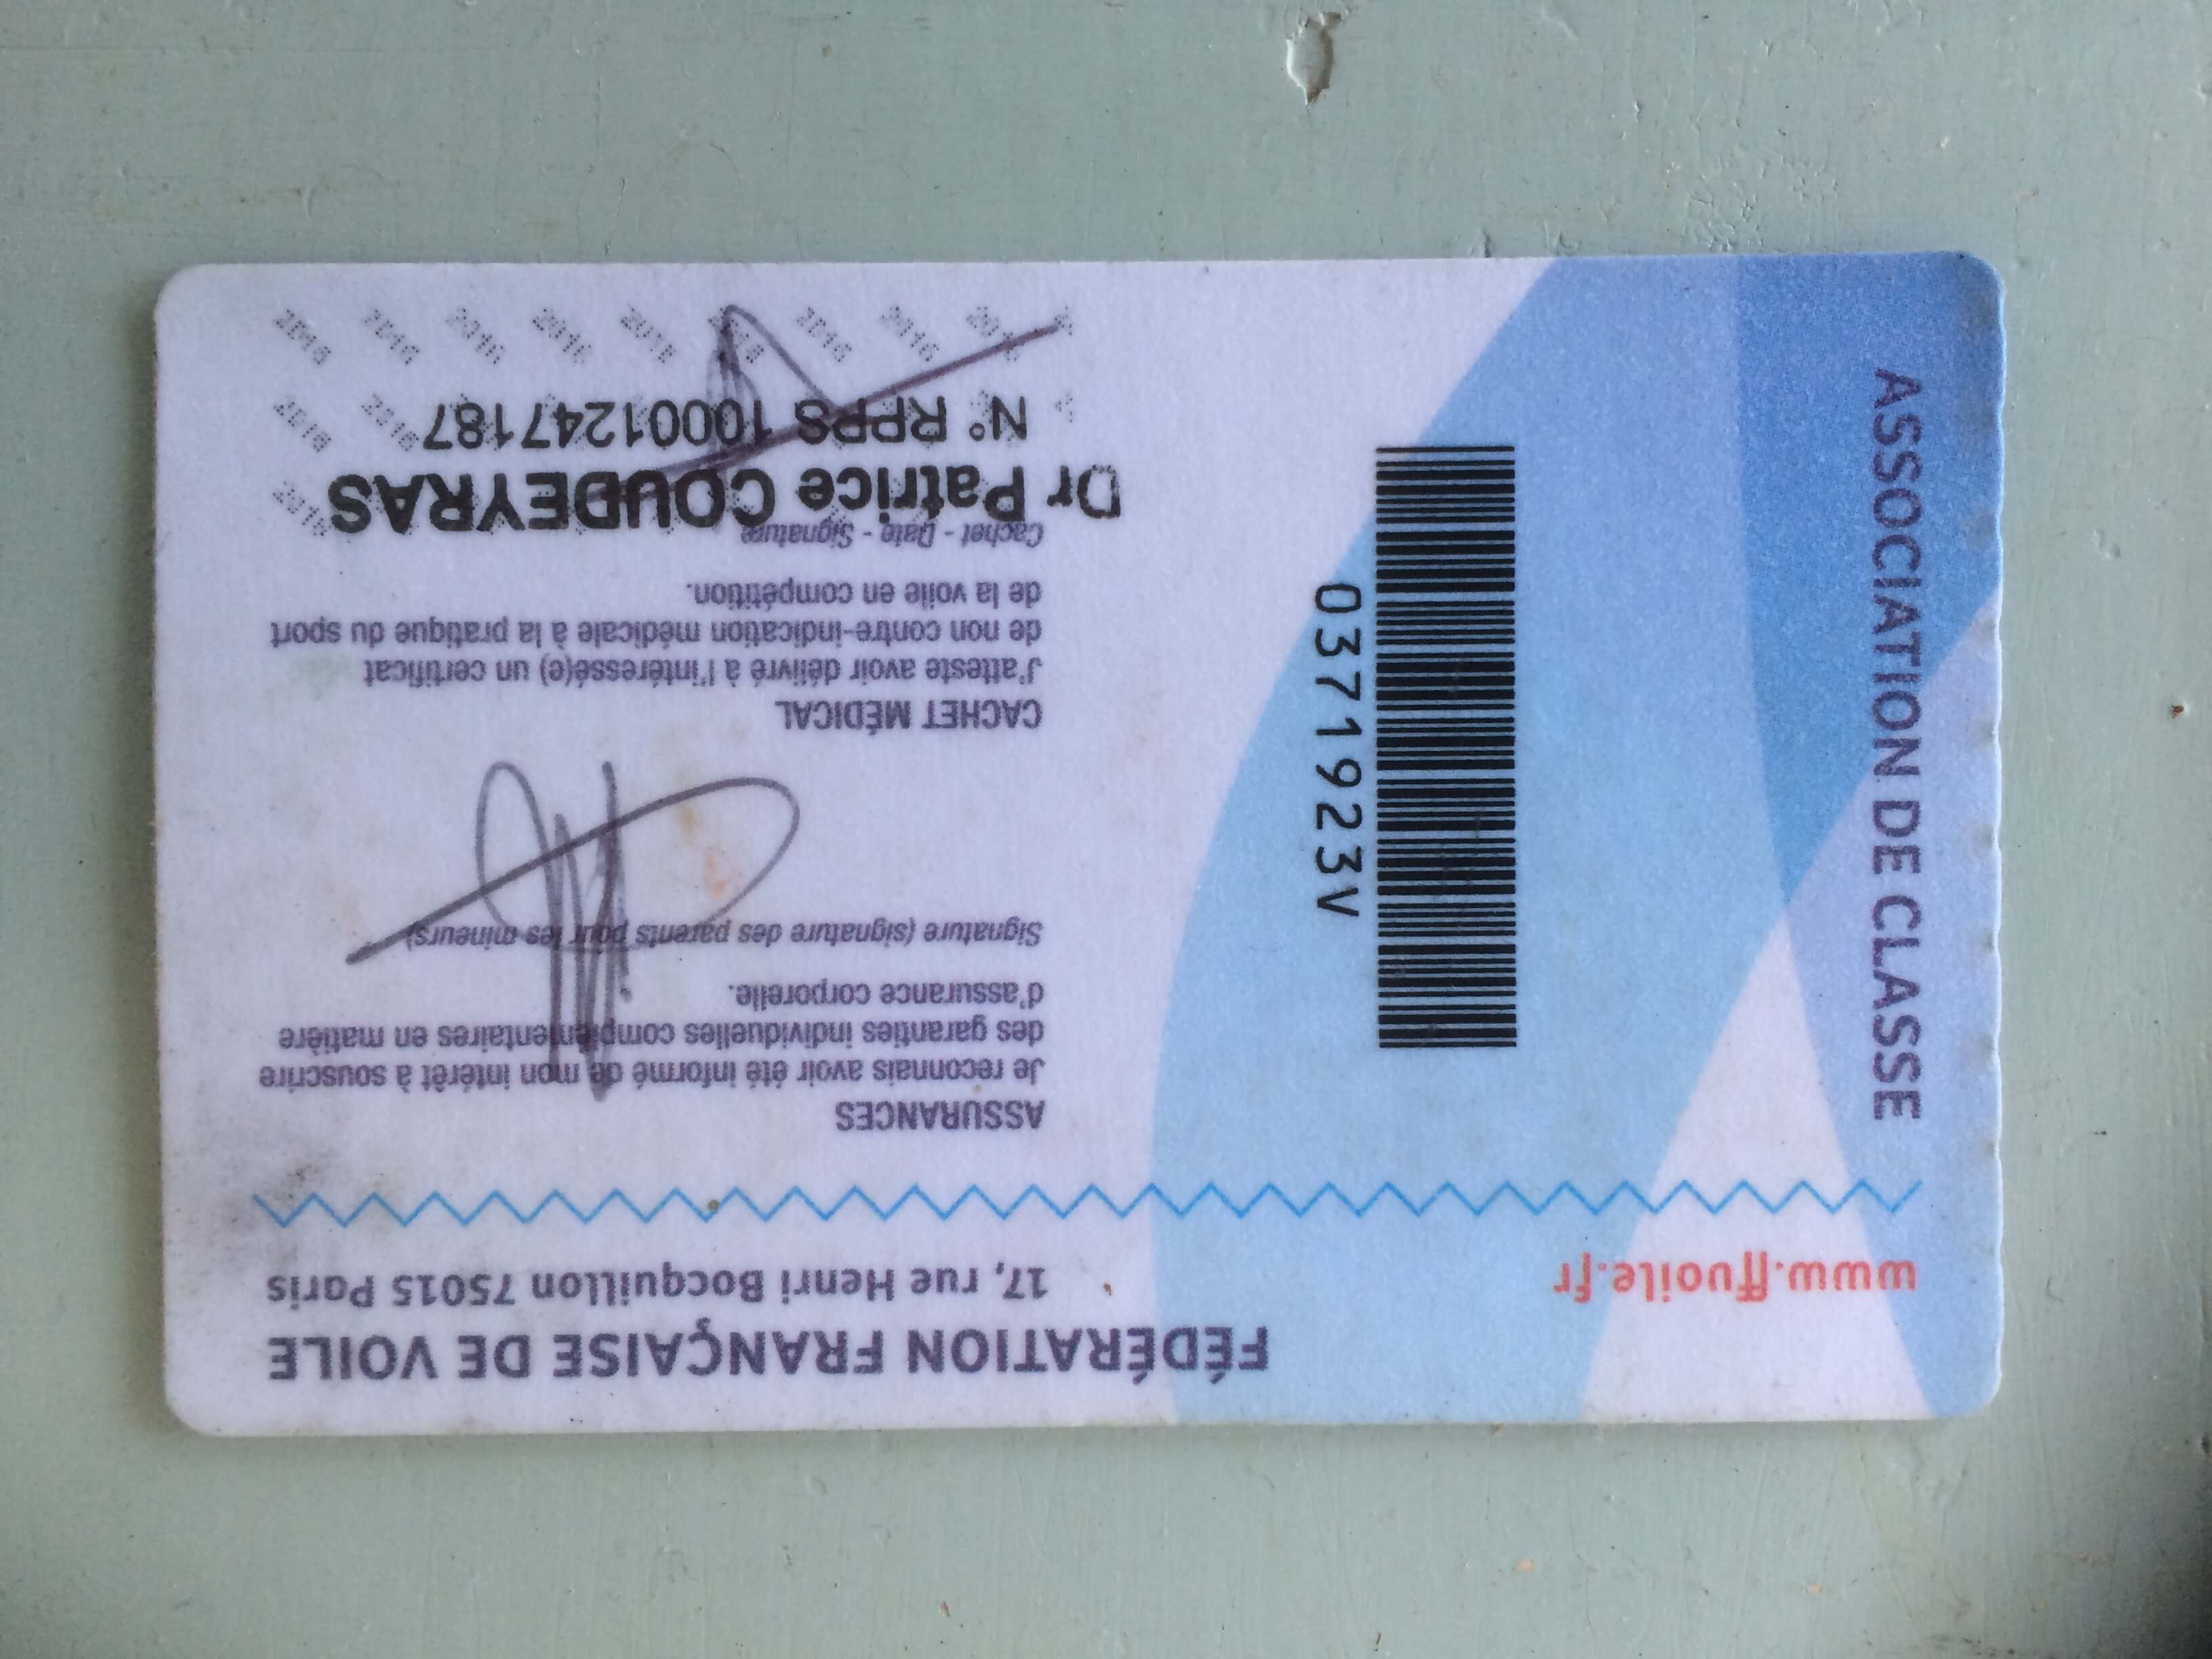 FÉDÉRATION FRANÇAISE DE VOILE
17, rue Henri Bocquillon 75015 Paris
www.ffvoile.fr
ASSURANCES
Je reconnais avoir été informé de mon intérêt à souscrire
des garanties individuelles complémentaires en matière
d'assurance corporelle.
Signature (signature des parents pour les mineurs)
CACHET MÉDICAL
J'atteste avoir délivré à l'intéressé(e) un certificat
de non contre-indication médicale à la pratique du sport
de la voile en compétition.
Cachet - Date - Signature
Dr Patrice COUDEYRAS
N° RPPS 10001247187
0371923V
ASSOCIATION DE CLASSE